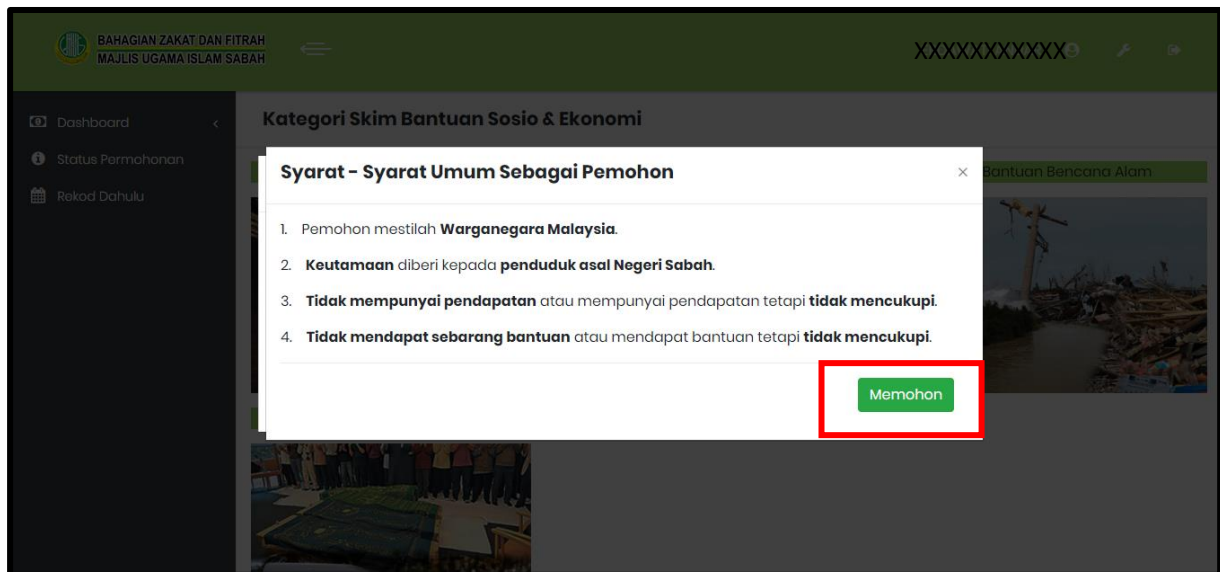 BAHAGIAN ZAKAT DAN FITRAH
MAJLIS UGAMA ISLAM SABAH
XXXXXXXXXXX
Dashboard
Kategori Skim Bantuan Sosio & Ekonomi
Status Permohonan
Rekod Dahulu
Bantuan Bencana Alam
Syarat - Syarat Umum Sebagai Pemohon ×
1. Pemohon mestilah Warganegara Malaysia.
2. Keutamaan diberi kepada penduduk asal Negeri Sabah.
3. Tidak mempunyai pendapatan atau mempunyai pendapatan tetapi tidak mencukupi.
4. Tidak mendapat sebarang bantuan atau mendapat bantuan tetapi tidak mencukupi.
Memohon